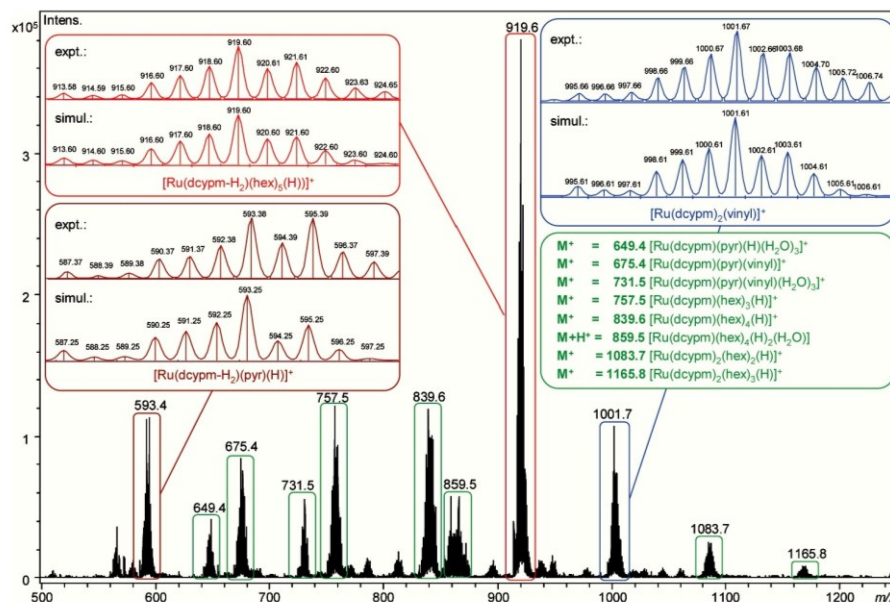 Intens.
x10⁵
3
2
1
0
500
600
700
800
900
1000
1100
1200
m/z
expt.:
913.58 914.59 915.60 916.60 917.60 918.60 919.60 920.61 921.61 922.60 923.63 924.65
simul.:
913.60 914.60 915.60 916.60 917.60 918.60 919.60 920.60 921.60 922.60 923.60 924.60
[Ru(dcypm-H₂)(hex)₅(H))]⁺
expt.:
587.37 588.39 589.38 590.37 591.37 592.38 593.38 594.39 595.39 596.37 597.39
simul.:
587.25 588.25 589.25 590.25 591.25 592.25 593.25 594.25 595.25 596.25 597.25
[Ru(dcypm-H₂)(pyr)(H)]⁺
expt.:
995.66 996.66 997.66 998.66 999.66 1000.67 1001.67 1002.66 1003.68 1004.70 1005.72 1006.74
simul.:
995.61 996.61 997.61 998.61 999.61 1000.61 1001.61 1002.61 1003.61 1004.61 1005.61 1006.61
[Ru(dcypm)₂(vinyl)]⁺
M⁺ = 649.4 [Ru(dcypm)(pyr)(H)(H₂O)₃]⁺
M⁺ = 675.4 [Ru(dcypm)(pyr)(vinyl)]⁺
M⁺ = 731.5 [Ru(dcypm)(pyr)(vinyl)(H₂O)₃]⁺
M⁺ = 757.5 [Ru(dcypm)(hex)₃(H)]⁺
M⁺ = 839.6 [Ru(dcypm)(hex)₄(H)]⁺
M+H⁺ = 859.5 [Ru(dcypm)(hex)₄(H)₂(H₂O)]
M⁺ = 1083.7 [Ru(dcypm)₂(hex)₂(H)]⁺
M⁺ = 1165.8 [Ru(dcypm)₂(hex)₃(H)]⁺
593.4
649.4
675.4
731.5
757.5
839.6
859.5
919.6
1001.7
1083.7
1165.8